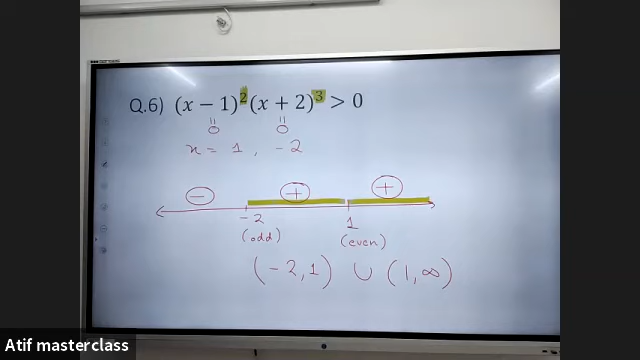 Q.6) (x − 1)²(x + 2)³ > 0
= =
0 0
x = 1, -2
- + +
-2 1
(odd) (even)
(-2, 1) ∪ (1, ∞)
Atif masterclass